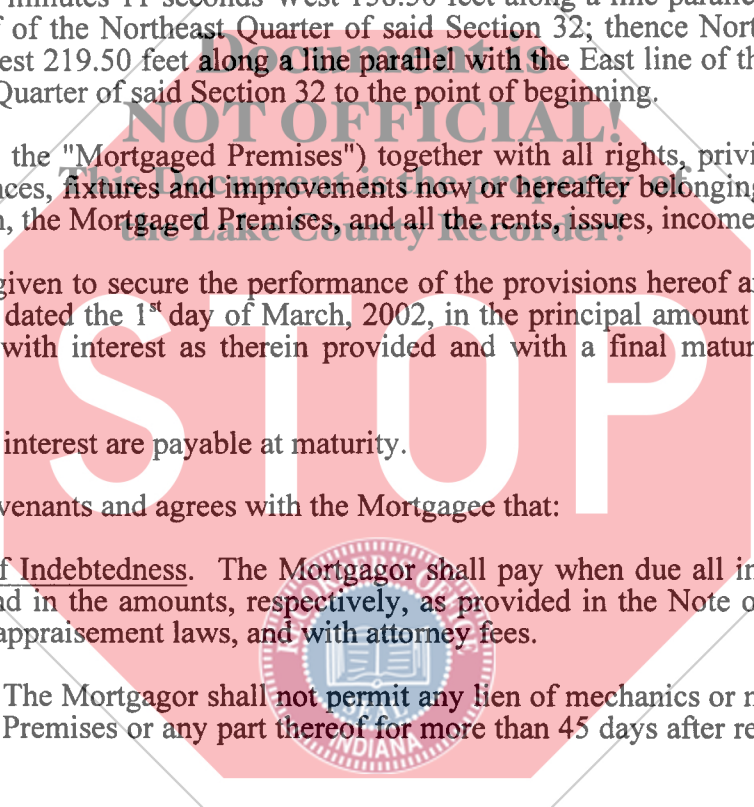 minutes 11 seconds West 158.50 feet along a line paralle
f of the Northeast Quarter of said Section 32; thence Nort
est 219.50 feet along a line parallel with the East line of th
Quarter of said Section 32 to the point of beginning.
Document is
NOT OFFICIAL!
This Document is the property of
the Lake County Recorder!
the "Mortgaged Premises") together with all rights, privi
nces, fixtures and improvements now or hereafter belonging
n, the Mortgaged Premises, and all the rents, issues, income
given to secure the performance of the provisions hereof a
dated the 1st day of March, 2002, in the principal amount
with interest as therein provided and with a final matur
STOP
interest are payable at maturity.
venants and agrees with the Mortgagee that:
f Indebtedness. The Mortgagor shall pay when due all in
nd in the amounts, respectively, as provided in the Note o
appraisement laws, and with attorney fees.
The Mortgagor shall not permit any lien of mechanics or m
Premises or any part thereof for more than 45 days after re
RECORDER'S OFFICE
SEAL
INDIANA